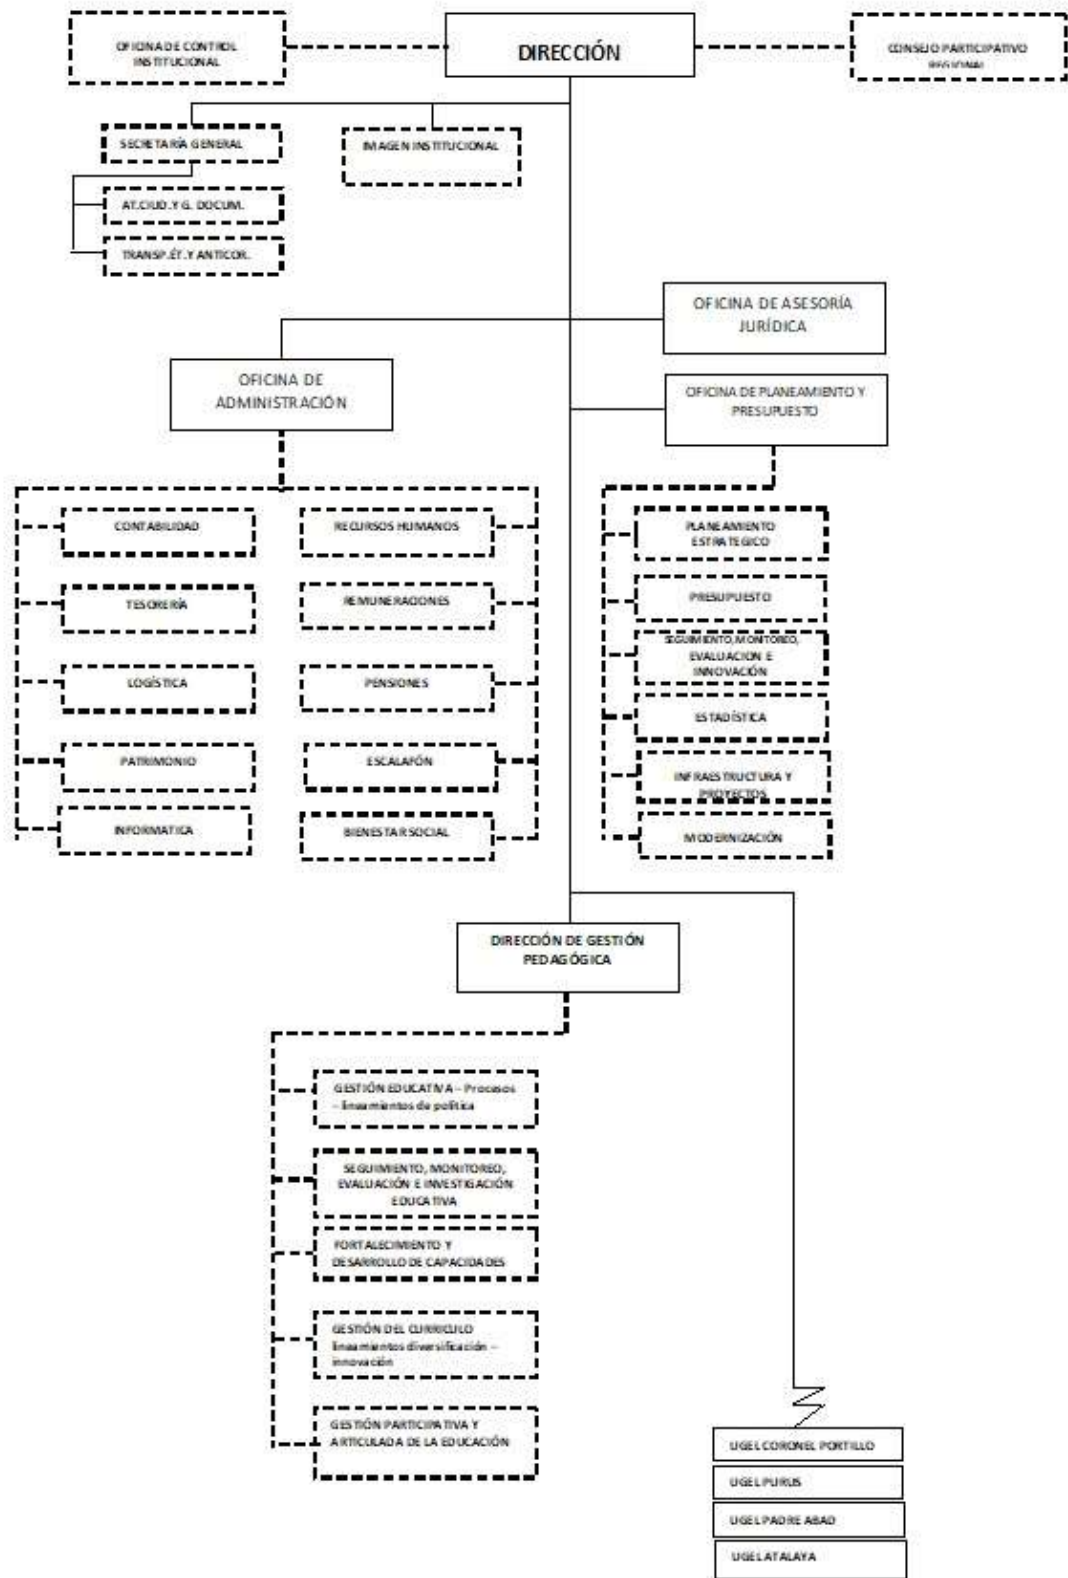 OFICINA DE CONTROL
INSTITUCIONAL
DIRECCIÓN
CONSEJO PARTICIPATIVO
REGIONAL
SECRETARÍA GENERAL
IMAGEN INSTITUCIONAL
AT.CIUD.Y G. DOCUM.
TRANSP.ÉT.Y ANTICOR.
OFICINA DE ASESORÍA
JURÍDICA
OFICINA DE
ADMINISTRACIÓN
OFICINA DE PLANEAMIENTO Y
PRESUPUESTO
CONTABILIDAD
RECURSOS HUMANOS
PLANEAMIENTO
ESTRATEGICO
TESORERÍA
REMUNERACIONES
PRESUPUESTO
SEGUIMIENTO, MONITOREO,
EVALUACION E
INNOVACIÓN
LOGÍSTICA
PENSIONES
ESTADÍSTICA
PATRIMONIO
ESCALAFÓN
INFRAESTRUCTURA Y
PROYECTOS
INFORMATICA
BIENESTAR SOCIAL
MODERNIZACIÓN
DIRECCIÓN DE GESTIÓN
PEDAGÓGICA
GESTIÓN EDUCATIVA – Procesos
– lineamientos de política
SEGUIMIENTO, MONITOREO,
EVALUACIÓN E INVESTIGACIÓN
EDUCATIVA
FORTALECIMIENTO Y
DESARROLLO DE CAPACIDADES
GESTIÓN DEL CURRICULO
lineamientos diversificación –
innovación
GESTIÓN PARTICIPATIVA Y
ARTICULADA DE LA EDUCACIÓN
UGEL CORONEL PORTILLO
UGEL PURUS
UGEL PADRE ABAD
UGEL ATALAYA